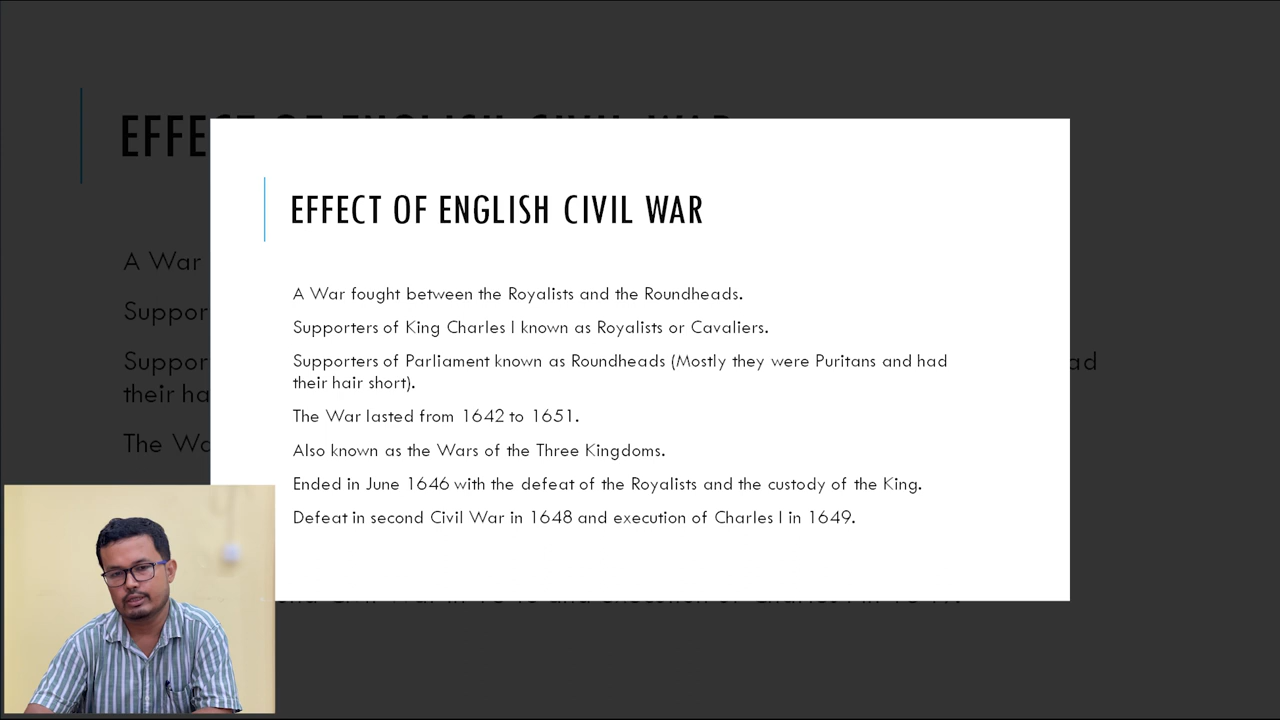 EFFECT OF ENGLISH CIVIL WAR
A War fought between the Royalists and the Roundheads.
Supporters of King Charles I known as Royalists or Cavaliers.
Supporters of Parliament known as Roundheads (Mostly they were Puritans and had
their hair short).
The War lasted from 1642 to 1651.
Also known as the Wars of the Three Kingdoms.
Ended in June 1646 with the defeat of the Royalists and the custody of the King.
Defeat in second Civil War in 1648 and execution of Charles I in 1649.